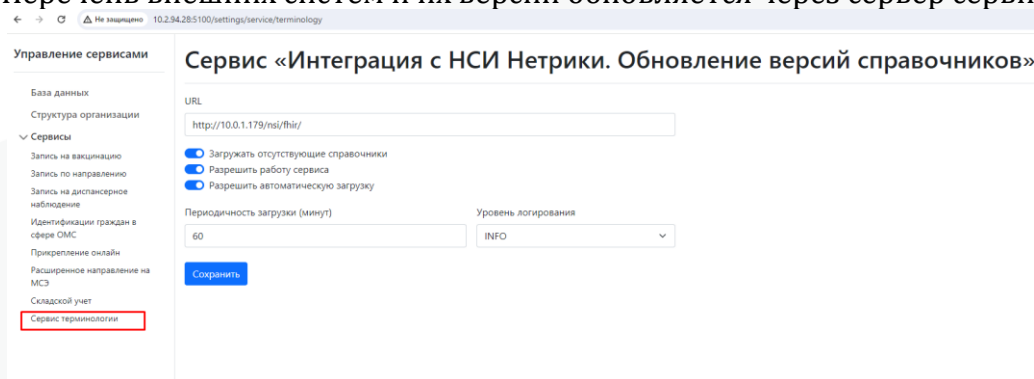 Перечень внешних систем и их версий обновляется через сервер серви
Не защищено 10.2.94.28:5100/settings/service/terminology
Управление сервисами
База данных
Структура организации
Сервисы
Запись на вакцинацию
Запись по направлению
Запись на диспансерное
наблюдение
Идентификации граждан в
сфере ОМС
Прикрепление онлайн
Расширенное направление на
МСЭ
Складской учет
Сервис терминологии
Сервис «Интеграция с НСИ Нетрики. Обновление версий справочников»
URL
http://10.0.1.179/nsi/fhir/
Загружать отсутствующие справочники
Разрешить работу сервиса
Разрешить автоматическую загрузку
Периодичность загрузки (минут) Уровень логирования
60 INFO
Сохранить